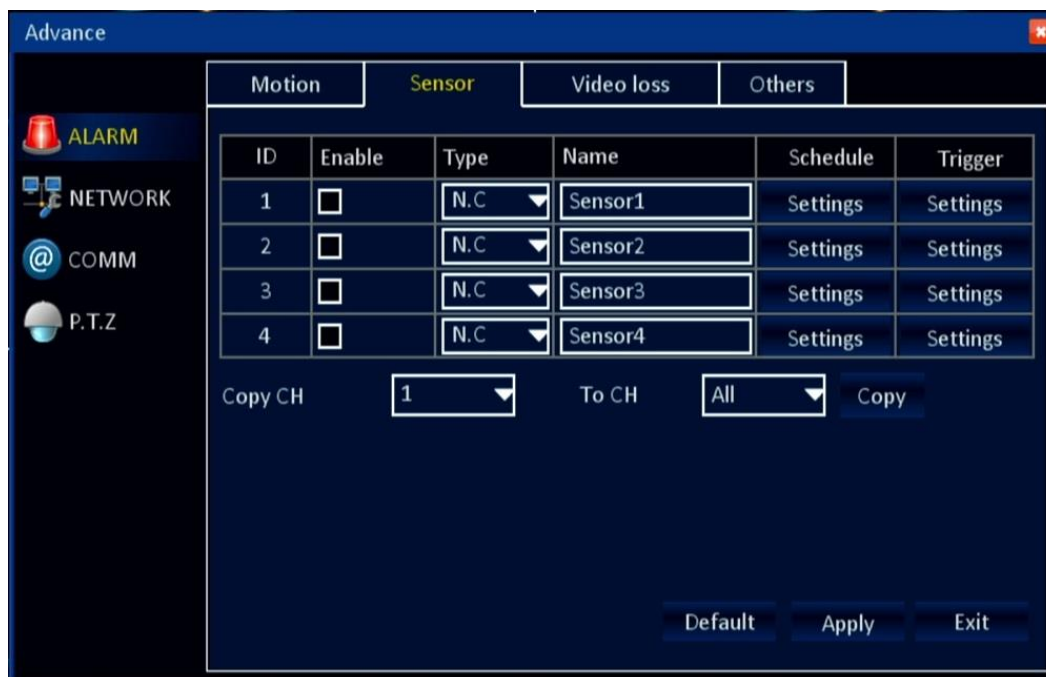 Advance
Motion Sensor Video loss Others
ALARM
NETWORK
COMM
P.T.Z
ID Enable Type Name Schedule Trigger
1 N.C Sensor1 Settings Settings
2 N.C Sensor2 Settings Settings
3 N.C Sensor3 Settings Settings
4 N.C Sensor4 Settings Settings
Copy CH 1 To CH All Copy
Default Apply Exit